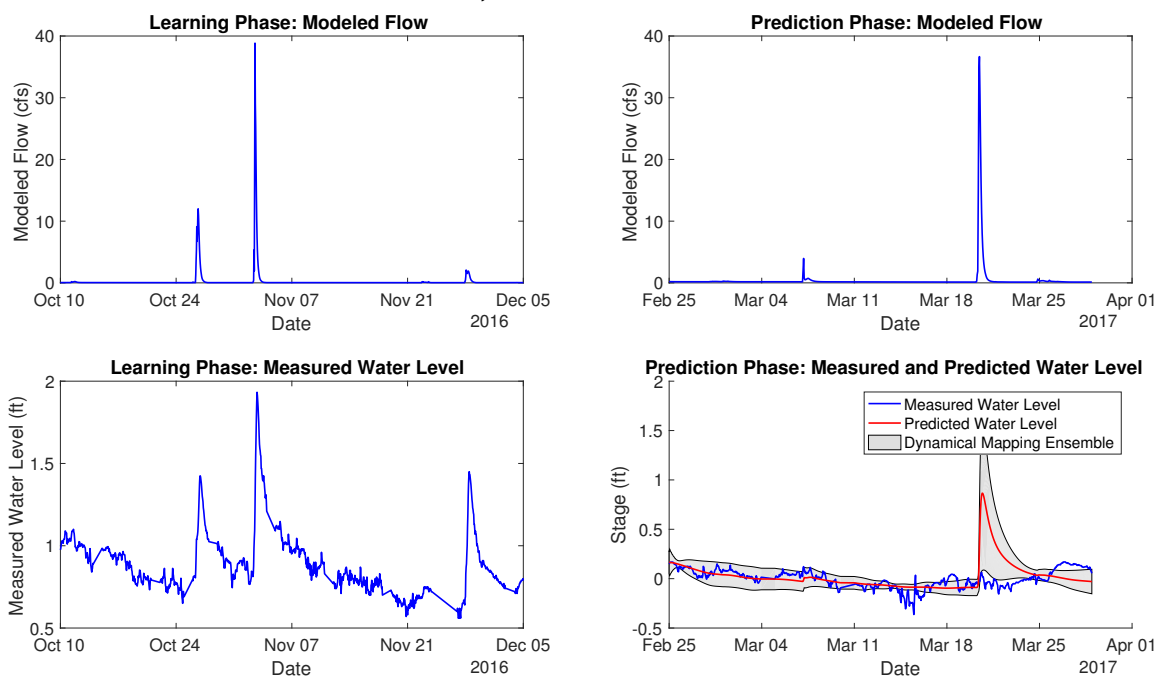 Learning Phase: Modeled Flow
Modeled Flow (cfs)
40
30
20
10
0
Oct 10
Oct 24
Nov 07
Nov 21
Dec 05
Date
2016
Prediction Phase: Modeled Flow
Modeled Flow (cfs)
40
30
20
10
0
Feb 25
Mar 04
Mar 11
Mar 18
Mar 25
Apr 01
Date
2017
Learning Phase: Measured Water Level
Measured Water Level (ft)
2
1.5
1
0.5
Oct 10
Oct 24
Nov 07
Nov 21
Dec 05
Date
2016
Prediction Phase: Measured and Predicted Water Level
Stage (ft)
2
1.5
1
0.5
0
-0.5
Measured Water Level
Predicted Water Level
Dynamical Mapping Ensemble
Feb 25
Mar 04
Mar 11
Mar 18
Mar 25
Apr 01
Date
2017